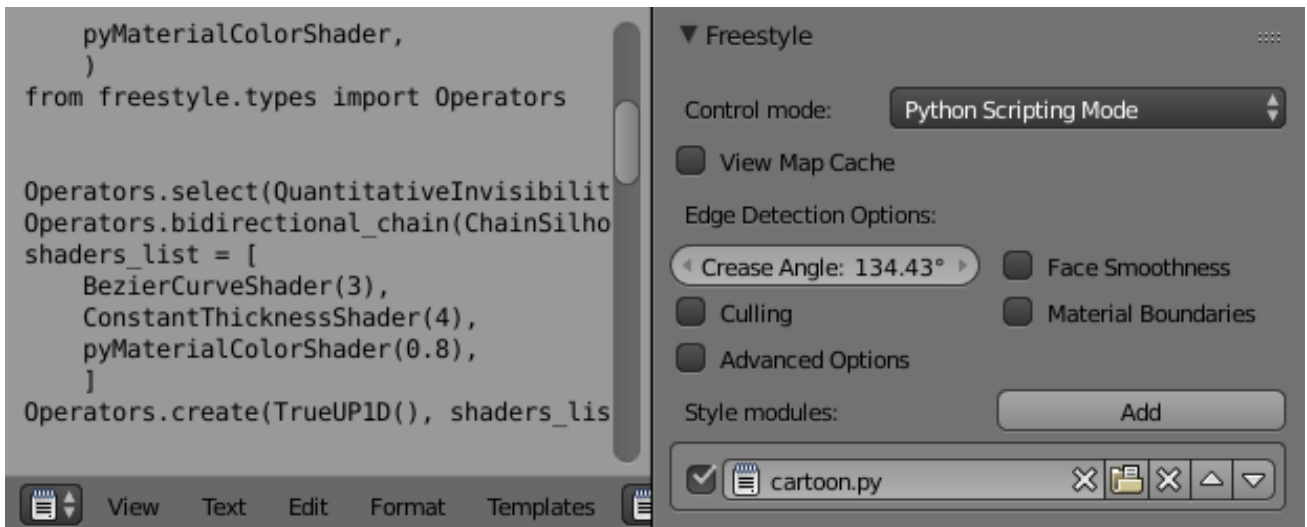 pyMaterialColorShader,
)
from freestyle.types import Operators
Operators.select(QuantitativeInvisibilit
Operators.bidirectional_chain(ChainSilho
shaders_list = [
BezierCurveShader(3),
ConstantThicknessShader(4),
pyMaterialColorShader(0.8),
]
Operators.create(TrueUP1D(), shaders_lis
View Text Edit Format Templates
Freestyle
Control mode: Python Scripting Mode
View Map Cache
Edge Detection Options:
Crease Angle: 134.43° Face Smoothness
Culling Material Boundaries
Advanced Options
Style modules: Add
cartoon.py